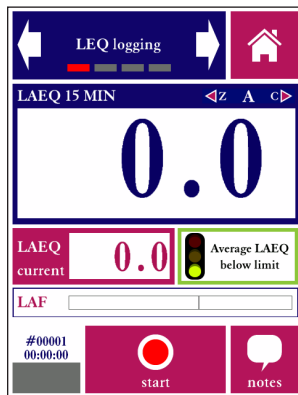 LEQ logging
LAEQ 15 MIN Z A C
0.0
LAEQ
current
0.0
Average LAEQ
below limit
LAF
#00001
00:00:00
start
notes